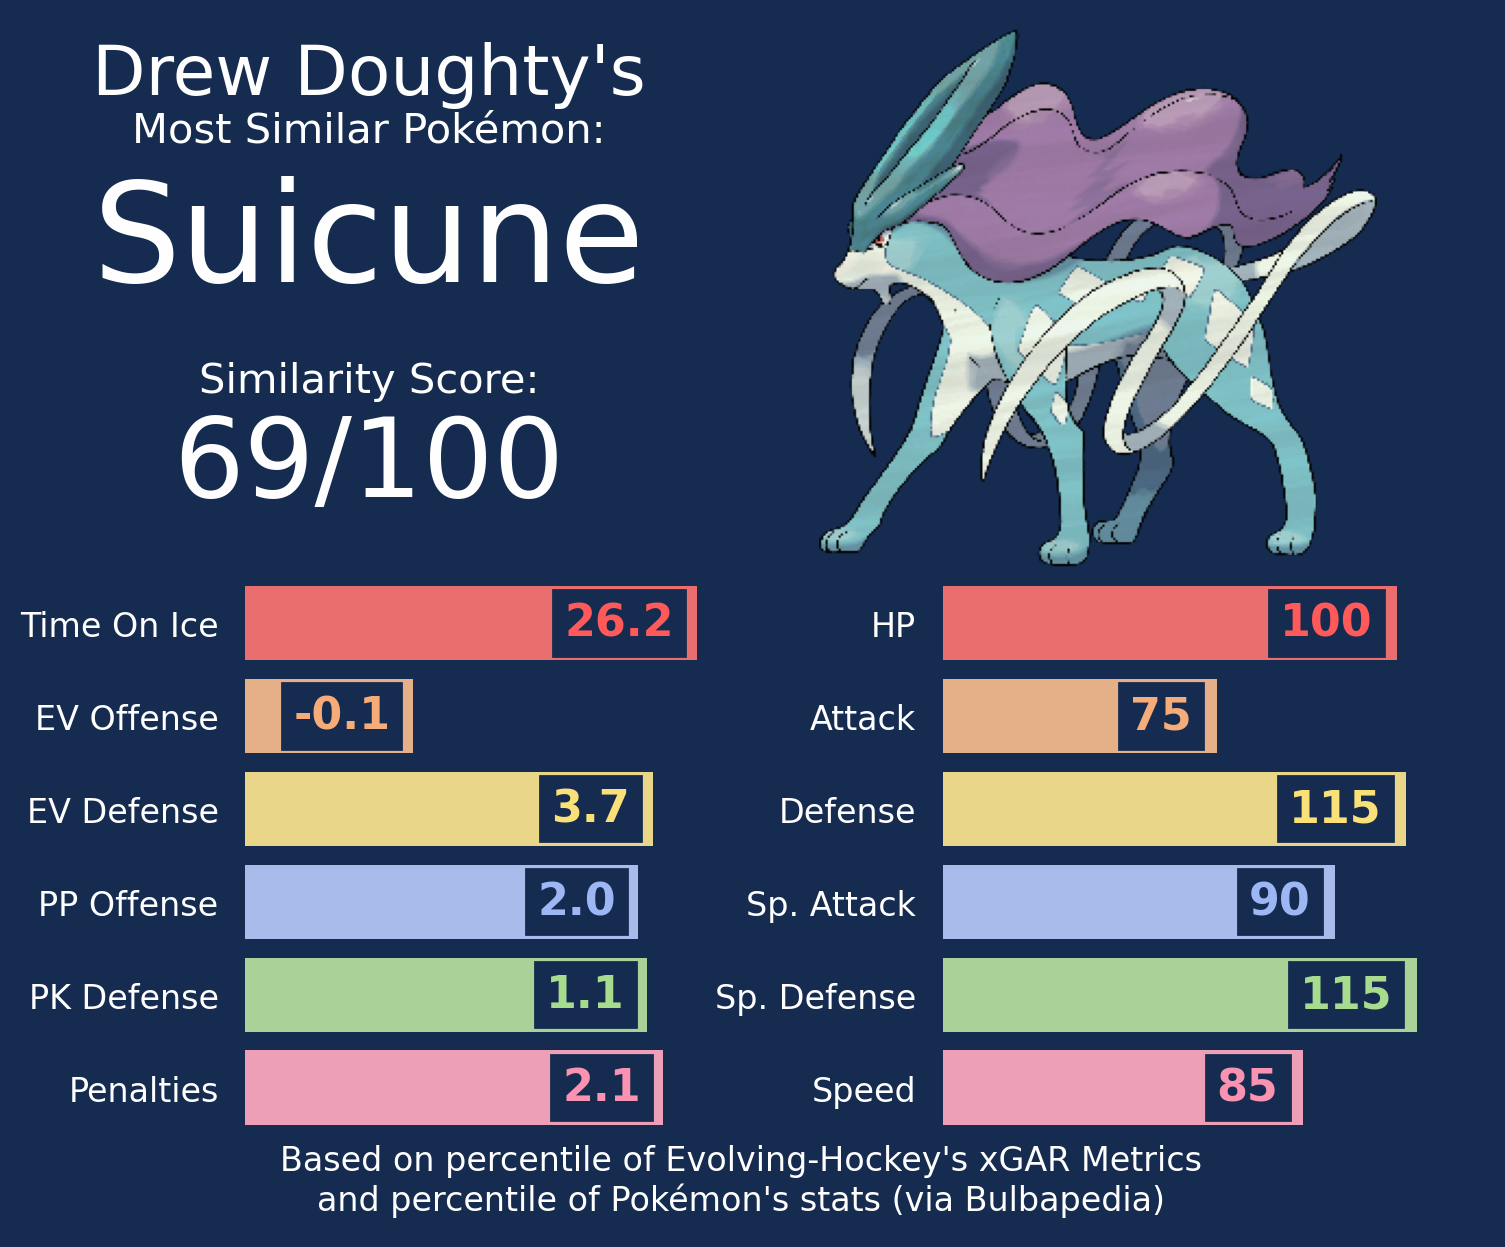 Drew Doughty's
Most Similar Pokémon:
Suicune
Similarity Score:
69/100
Time On Ice 26.2
EV Offense -0.1
EV Defense 3.7
PP Offense 2.0
PK Defense 1.1
Penalties 2.1
HP 100
Attack 75
Defense 115
Sp. Attack 90
Sp. Defense 115
Speed 85
Based on percentile of Evolving-Hockey's xGAR Metrics
and percentile of Pokémon's stats (via Bulbapedia)